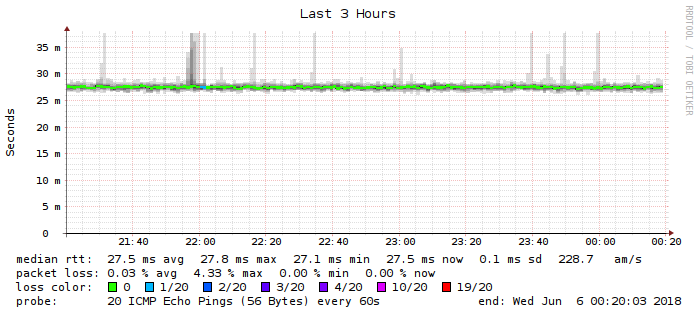 Last 3 Hours
RRDTOOL / TOBI OETIKER
Seconds
35 m
30 m
25 m
20 m
15 m
10 m
5 m
0
21:40 22:00 22:20 22:40 23:00 23:20 23:40 00:00 00:20
median rtt: 27.5 ms avg 27.8 ms max 27.1 ms min 27.5 ms now 0.1 ms sd 228.7 am/s
packet loss: 0.03 % avg 4.33 % max 0.00 % min 0.00 % now
loss color: 0 1/20 2/20 3/20 4/20 10/20 19/20
probe: 20 ICMP Echo Pings (56 Bytes) every 60s end: Wed Jun 6 00:20:03 2018